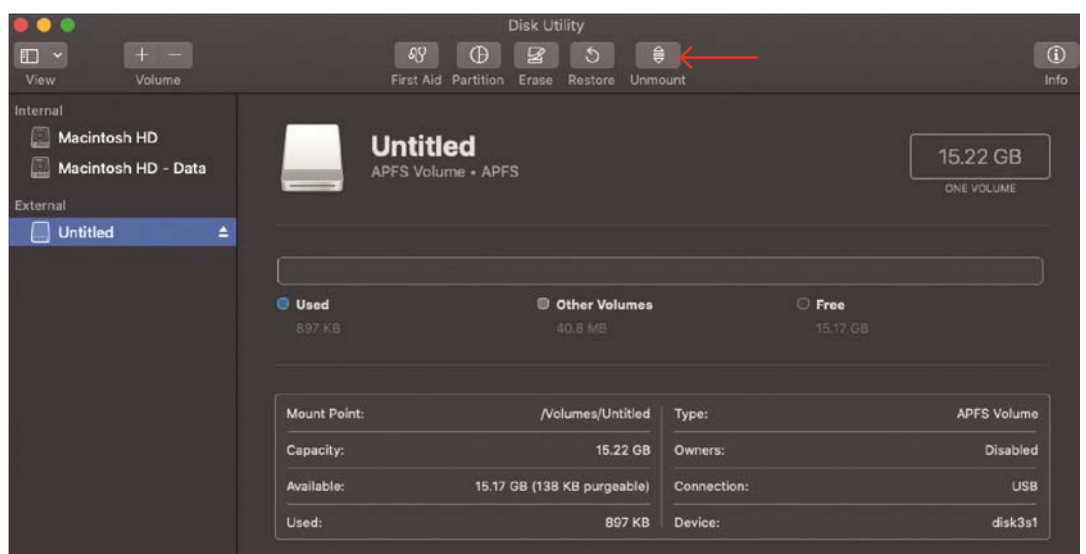 Disk Utility
View Volume First Aid Partition Erase Restore Unmount Info
Internal
Macintosh HD
Macintosh HD - Data
External
Untitled
Untitled
APFS Volume • APFS
15.22 GB
ONE VOLUME
Used Other Volumes Free
897 KB 40.8 MB 15.17 GB
Mount Point: /Volumes/Untitled Type: APFS Volume
Capacity: 15.22 GB Owners: Disabled
Available: 15.17 GB (138 KB purgeable) Connection: USB
Used: 897 KB Device: disk3s1